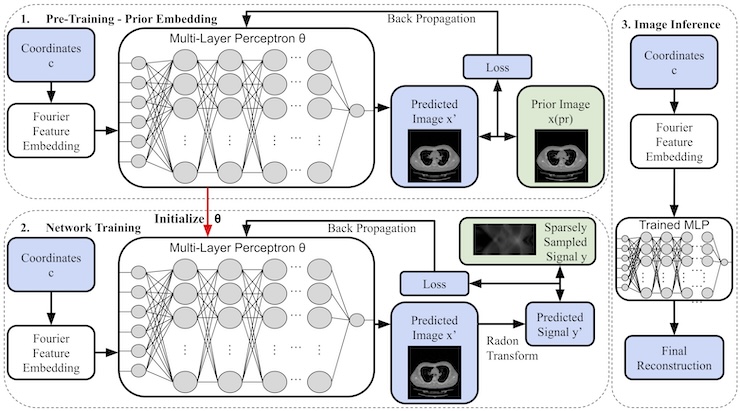 1. Pre-Training - Prior Embedding
Back Propagation
Coordinates
c
Multi-Layer Perceptron θ
Fourier
Feature
Embedding
Loss
Predicted
Image x'
Prior Image
x(pr)
Initialize θ
2. Network Training
Back Propagation
Coordinates
c
Multi-Layer Perceptron θ
Fourier
Feature
Embedding
Sparsely
Sampled
Signal y
Loss
Predicted
Image x'
Radon
Transform
Predicted
Signal y'
3. Image Inference
Coordinates
c
Fourier
Feature
Embedding
Trained MLP
Final
Reconstruction